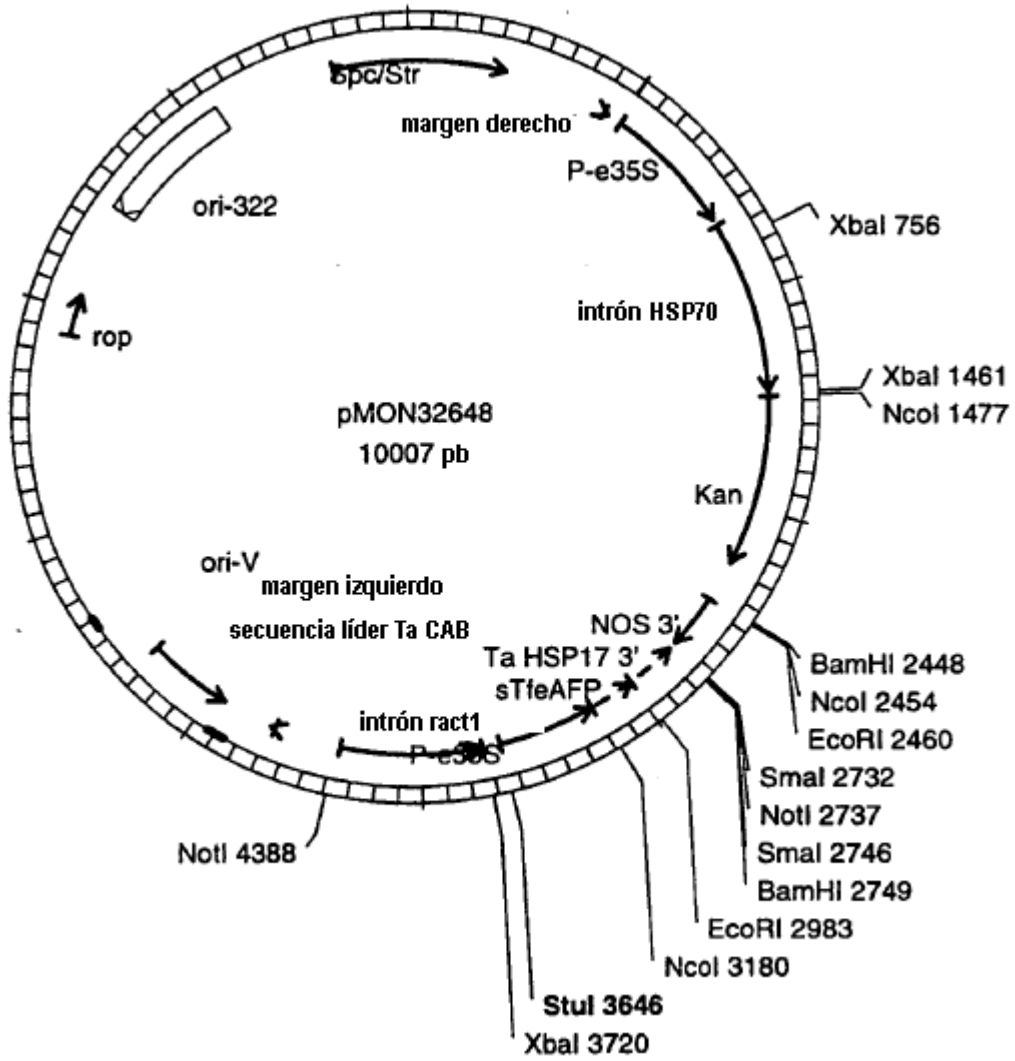 Spc/Str
margen derecho
P-e35S
ori-322
XbaI 756
intrón HSP70
rop
XbaI 1461
NcoI 1477
pMON32648
10007 pb
Kan
ori-V
margen izquierdo
secuencia líder Ta CAB
NOS 3'
Ta HSP17 3'
sTfeAFP
intrón ract1
P-e35S
BamHI 2448
NcoI 2454
EcoRI 2460
SmaI 2732
NotI 2737
SmaI 2746
BamHI 2749
EcoRI 2983
NcoI 3180
StuI 3646
XbaI 3720
NotI 4388